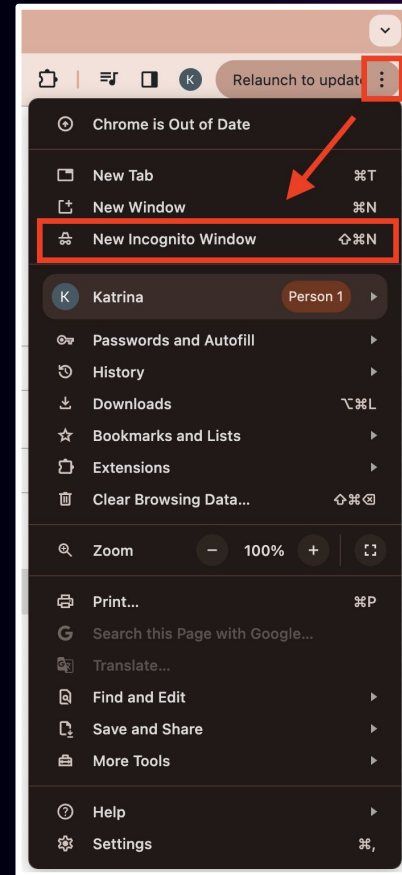 K
Relaunch to updat
Chrome is Out of Date
New Tab ⌘T
New Window ⌘N
New Incognito Window ⇧⌘N
K Katrina Person 1
Passwords and Autofill
History
Downloads ⌥⌘L
Bookmarks and Lists
Extensions
Clear Browsing Data... ⇧⌘⌫
Zoom − 100% +
Print... ⌘P
G Search this Page with Google...
Translate...
Find and Edit
Save and Share
More Tools
Help
Settings ⌘,